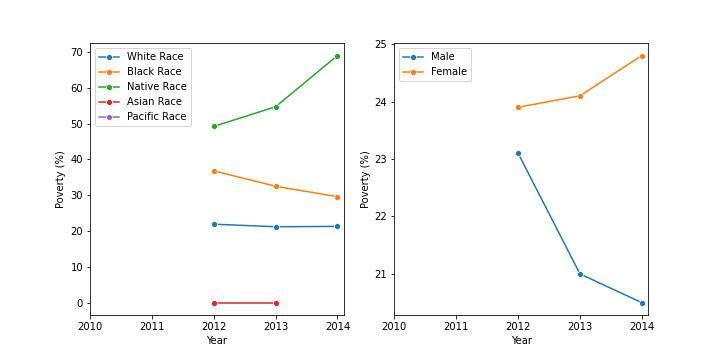 White Race
Black Race
Native Race
Asian Race
Pacific Race
70
60
50
40
30
20
10
0
Poverty (%)
2010 2011 2012 2013 2014
Year
Male
Female
25
24
23
22
21
Poverty (%)
2010 2011 2012 2013 2014
Year